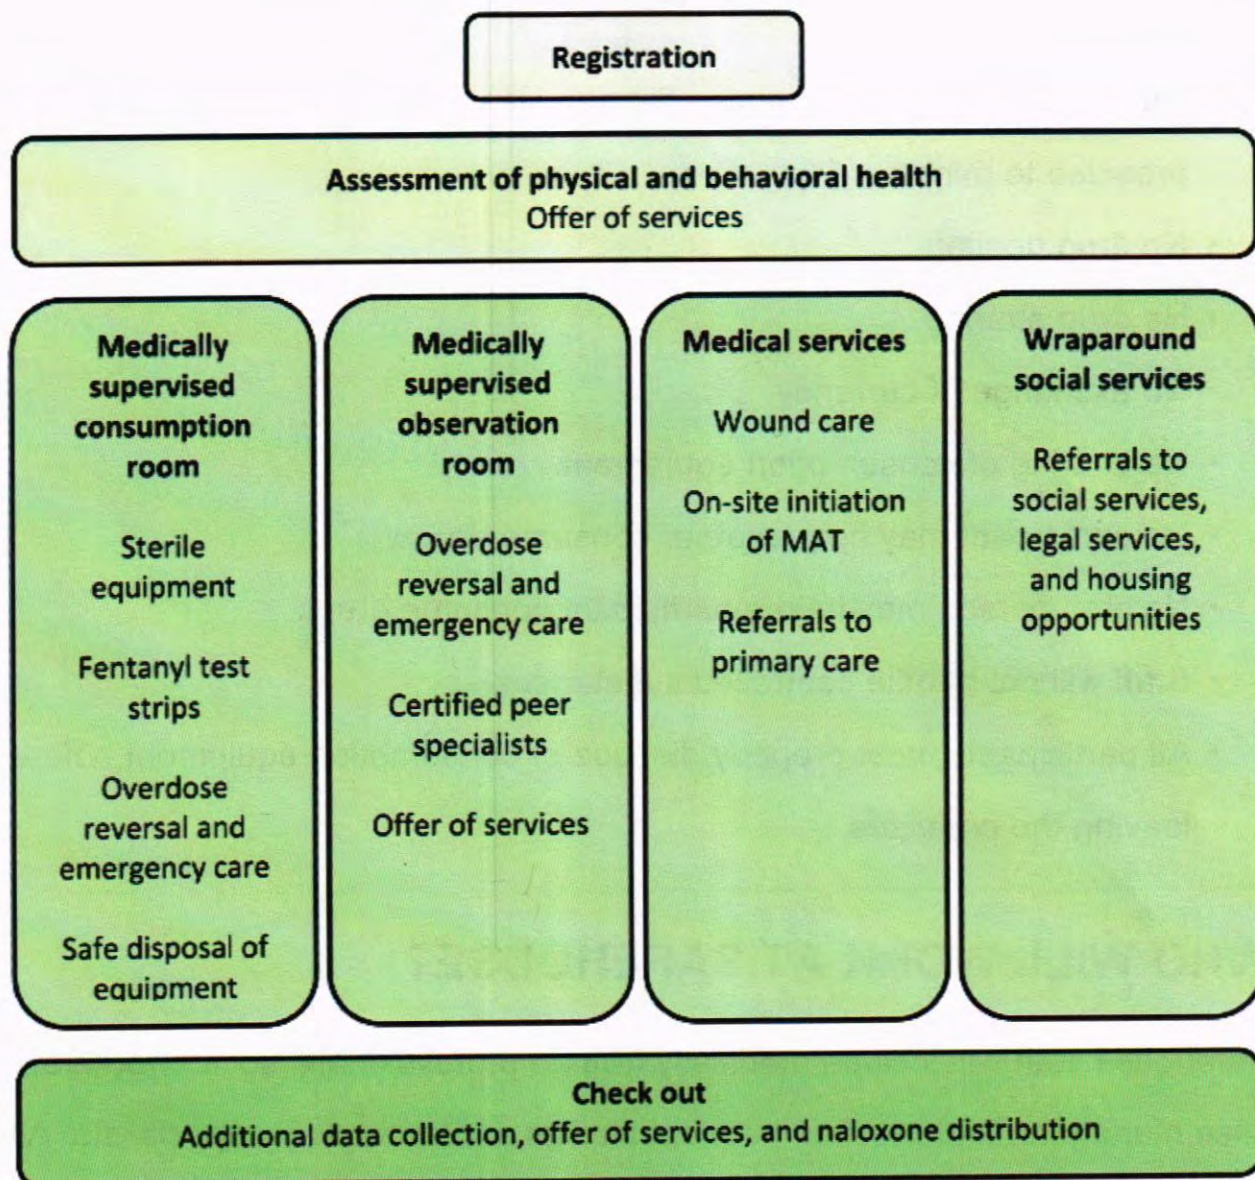 Registration
Assessment of physical and behavioral health
Offer of services
Medically
supervised
consumption
room
Sterile
equipment
Fentanyl test
strips
Overdose
reversal and
emergency care
Safe disposal of
equipment
Medically
supervised
observation
room
Overdose
reversal and
emergency care
Certified peer
specialists
Offer of services
Medical services
Wound care
On-site initiation
of MAT
Referrals to
primary care
Wraparound
social services
Referrals to
social services,
legal services,
and housing
opportunities
Check out
Additional data collection, offer of services, and naloxone distribution